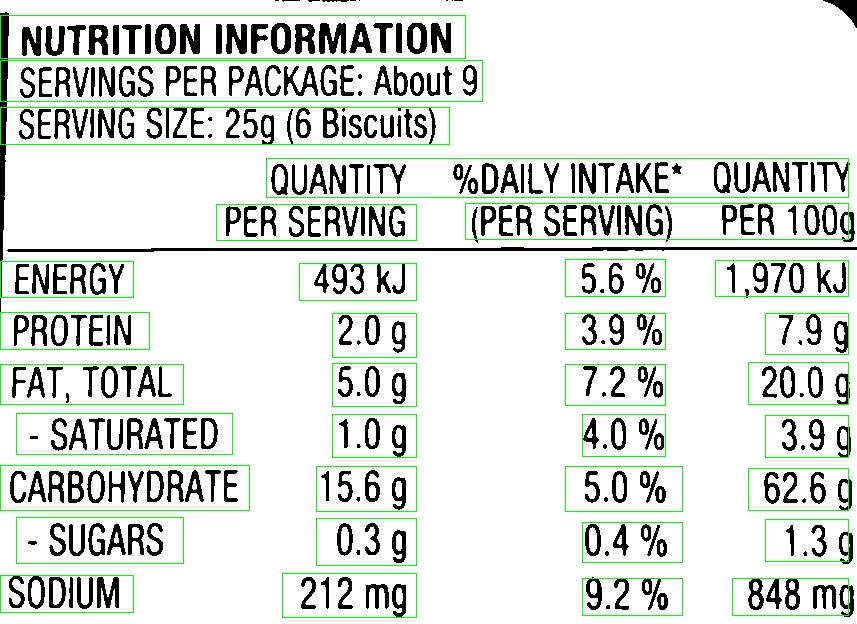 NUTRITION INFORMATION
SERVINGS PER PACKAGE: About 9
SERVING SIZE: 25g (6 Biscuits)
QUANTITY %DAILY INTAKE* QUANTITY
PER SERVING (PER SERVING) PER 100g
ENERGY 493 kJ 5.6 % 1,970 kJ
PROTEIN 2.0 g 3.9 % 7.9 g
FAT, TOTAL 5.0 g 7.2 % 20.0 g
- SATURATED 1.0 g 4.0 % 3.9 g
CARBOHYDRATE 15.6 g 5.0 % 62.6 g
- SUGARS 0.3 g 0.4 % 1.3 g
SODIUM 212 mg 9.2 % 848 mg